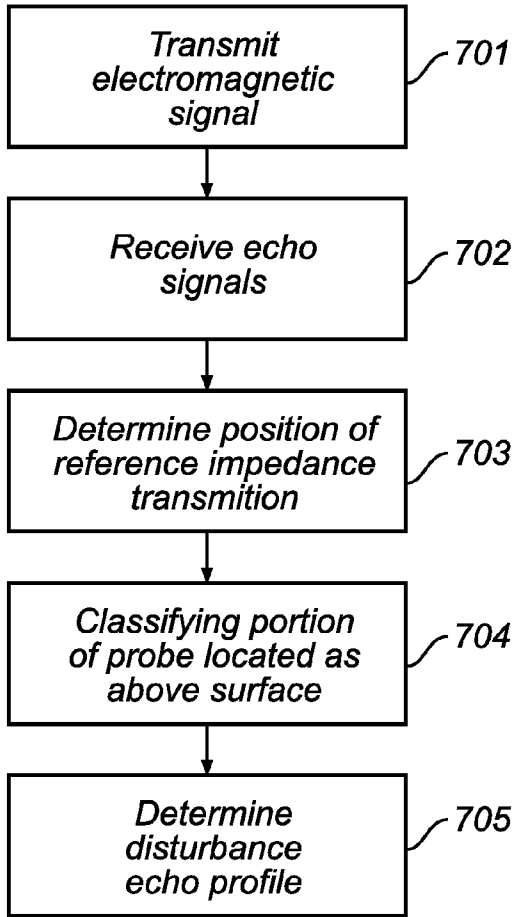 Transmit
electromagnetic
signal
701
Receive echo
signals
702
Determine position of
reference impedance
transmition
703
Classifying portion
of probe located as
above surface
704
Determine
disturbance
echo profile
705